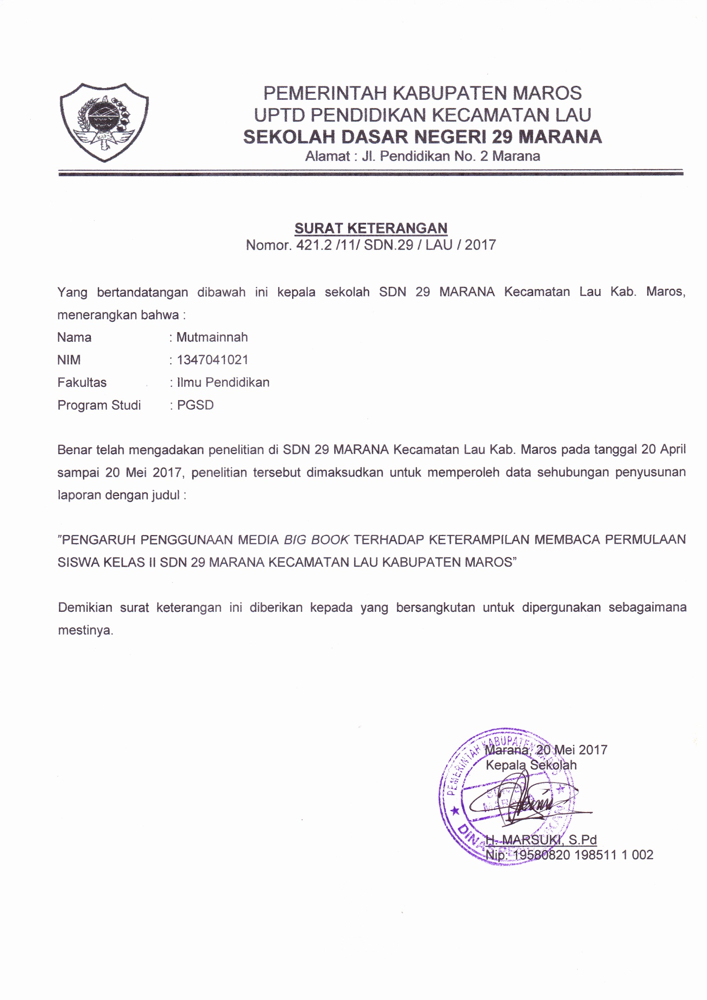 PEMERINTAH KABUPATEN MAROS
UPTD PENDIDIKAN KECAMATAN LAU
SEKOLAH DASAR NEGERI 29 MARANA
Alamat : Jl. Pendidikan No. 2 Marana
SURAT KETERANGAN
Nomor. 421.2 /11/ SDN.29 / LAU / 2017
Yang bertandatangan dibawah ini kepala sekolah SDN 29 MARANA Kecamatan Lau Kab. Maros,
menerangkan bahwa :
Nama : Mutmainnah
NIM : 1347041021
Fakultas : Ilmu Pendidikan
Program Studi : PGSD
Benar telah mengadakan penelitian di SDN 29 MARANA Kecamatan Lau Kab. Maros pada tanggal 20 April
sampai 20 Mei 2017, penelitian tersebut dimaksudkan untuk memperoleh data sehubungan penyusunan
laporan dengan judul :
"PENGARUH PENGGUNAAN MEDIA BIG BOOK TERHADAP KETERAMPILAN MEMBACA PERMULAAN
SISWA KELAS II SDN 29 MARANA KECAMATAN LAU KABUPATEN MAROS"
Demikian surat keterangan ini diberikan kepada yang bersangkutan untuk dipergunakan sebagaimana
mestinya.
Marana, 20 Mei 2017
Kepala Sekolah
PEMERINTAH KABUPATEN MAROS
DINAS PENDIDIKAN
H. MARSUKI, S.Pd
Nip: 19580820 198511 1 002